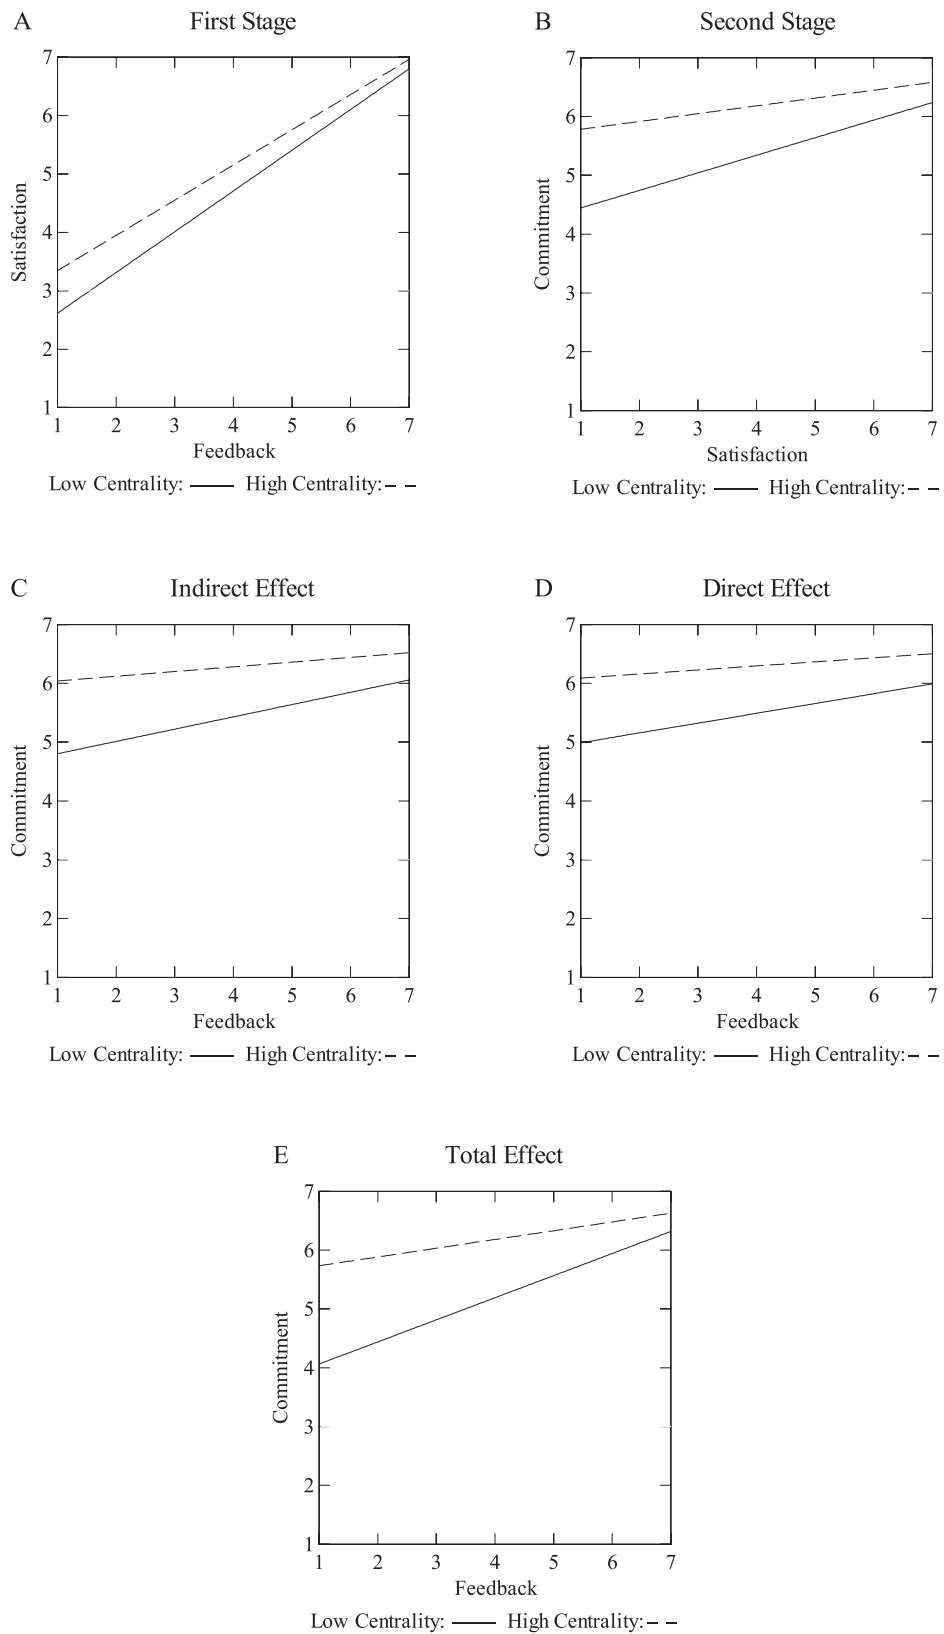 A First Stage
7
6
5
4
3
2
1
Satisfaction
1 2 3 4 5 6 7
Feedback
Low Centrality: High Centrality:
B Second Stage
7
6
5
4
3
2
1
Commitment
1 2 3 4 5 6 7
Satisfaction
Low Centrality: High Centrality:
C Indirect Effect
7
6
5
4
3
2
1
Commitment
1 2 3 4 5 6 7
Feedback
Low Centrality: High Centrality:
D Direct Effect
7
6
5
4
3
2
1
Commitment
1 2 3 4 5 6 7
Feedback
Low Centrality: High Centrality:
E Total Effect
7
6
5
4
3
2
1
Commitment
1 2 3 4 5 6 7
Feedback
Low Centrality: High Centrality: